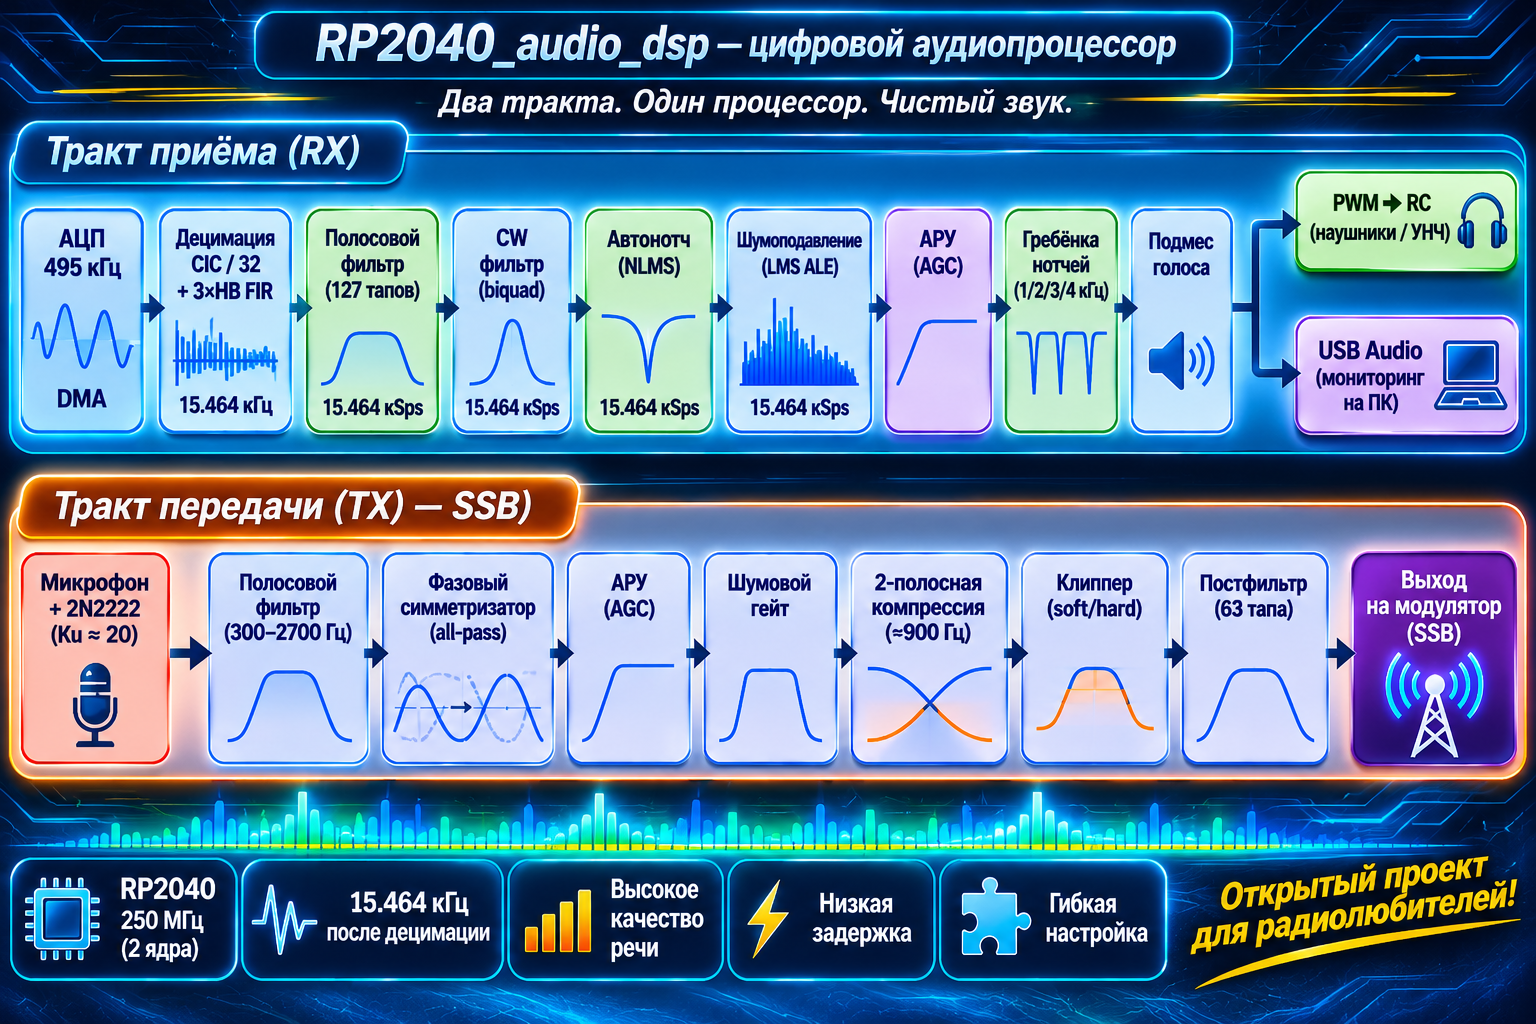 RP2040_audio_dsp – цифровой аудиопроцессор
Два тракта. Один процессор. Чистый звук.
Тракт приёма (RX)
АЦП
495 кГц
DMA
Децимация
CIC / 32
+ 3×HB FIR
15.464 кГц
Полосовой
фильтр
(127 тапов)
15.464 kSps
CW
фильтр
(biquad)
15.464 kSps
Автонотч
(NLMS)
15.464 kSps
Шумоподавление
(LMS ALE)
15.464 kSps
АРУ
(AGC)
Гребёнка
нотчей
(1/2/3/4 кГц)
Подмес
голоса
PWM → RC
(наушники / УНЧ)
USB Audio
(мониторинг
на ПК)
Тракт передачи (TX) — SSB)
Микрофон
+ 2N2222
(Ku ≈ 20)
Полосовой
фильтр
(300–2700 Гц)
Фазовый
симметризатор
(all-pass)
АРУ
(AGC)
Шумовой
гейт
2-полосная
компрессия
(≈900 Гц)
Клиппер
(soft/hard)
Постфильтр
(63 тапа)
Выход
на модулятор
(SSB)
RP2040
250 МГц
(2 ядра)
15.464 кГц
после децимации
Высокое
качество
речи
Низкая
задержка
Гибкая
настройка
Открытый проект
для радиолюбителей!